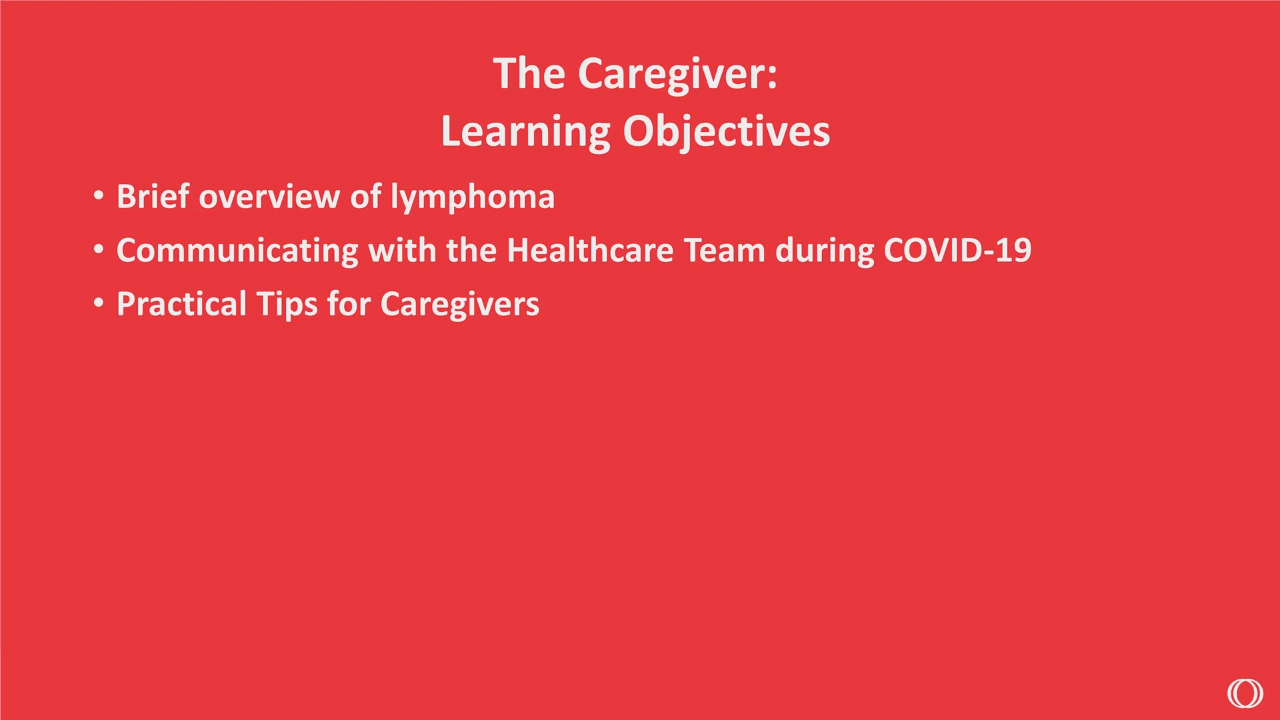 The Caregiver:
Learning Objectives
• Brief overview of lymphoma
• Communicating with the Healthcare Team during COVID-19
• Practical Tips for Caregivers